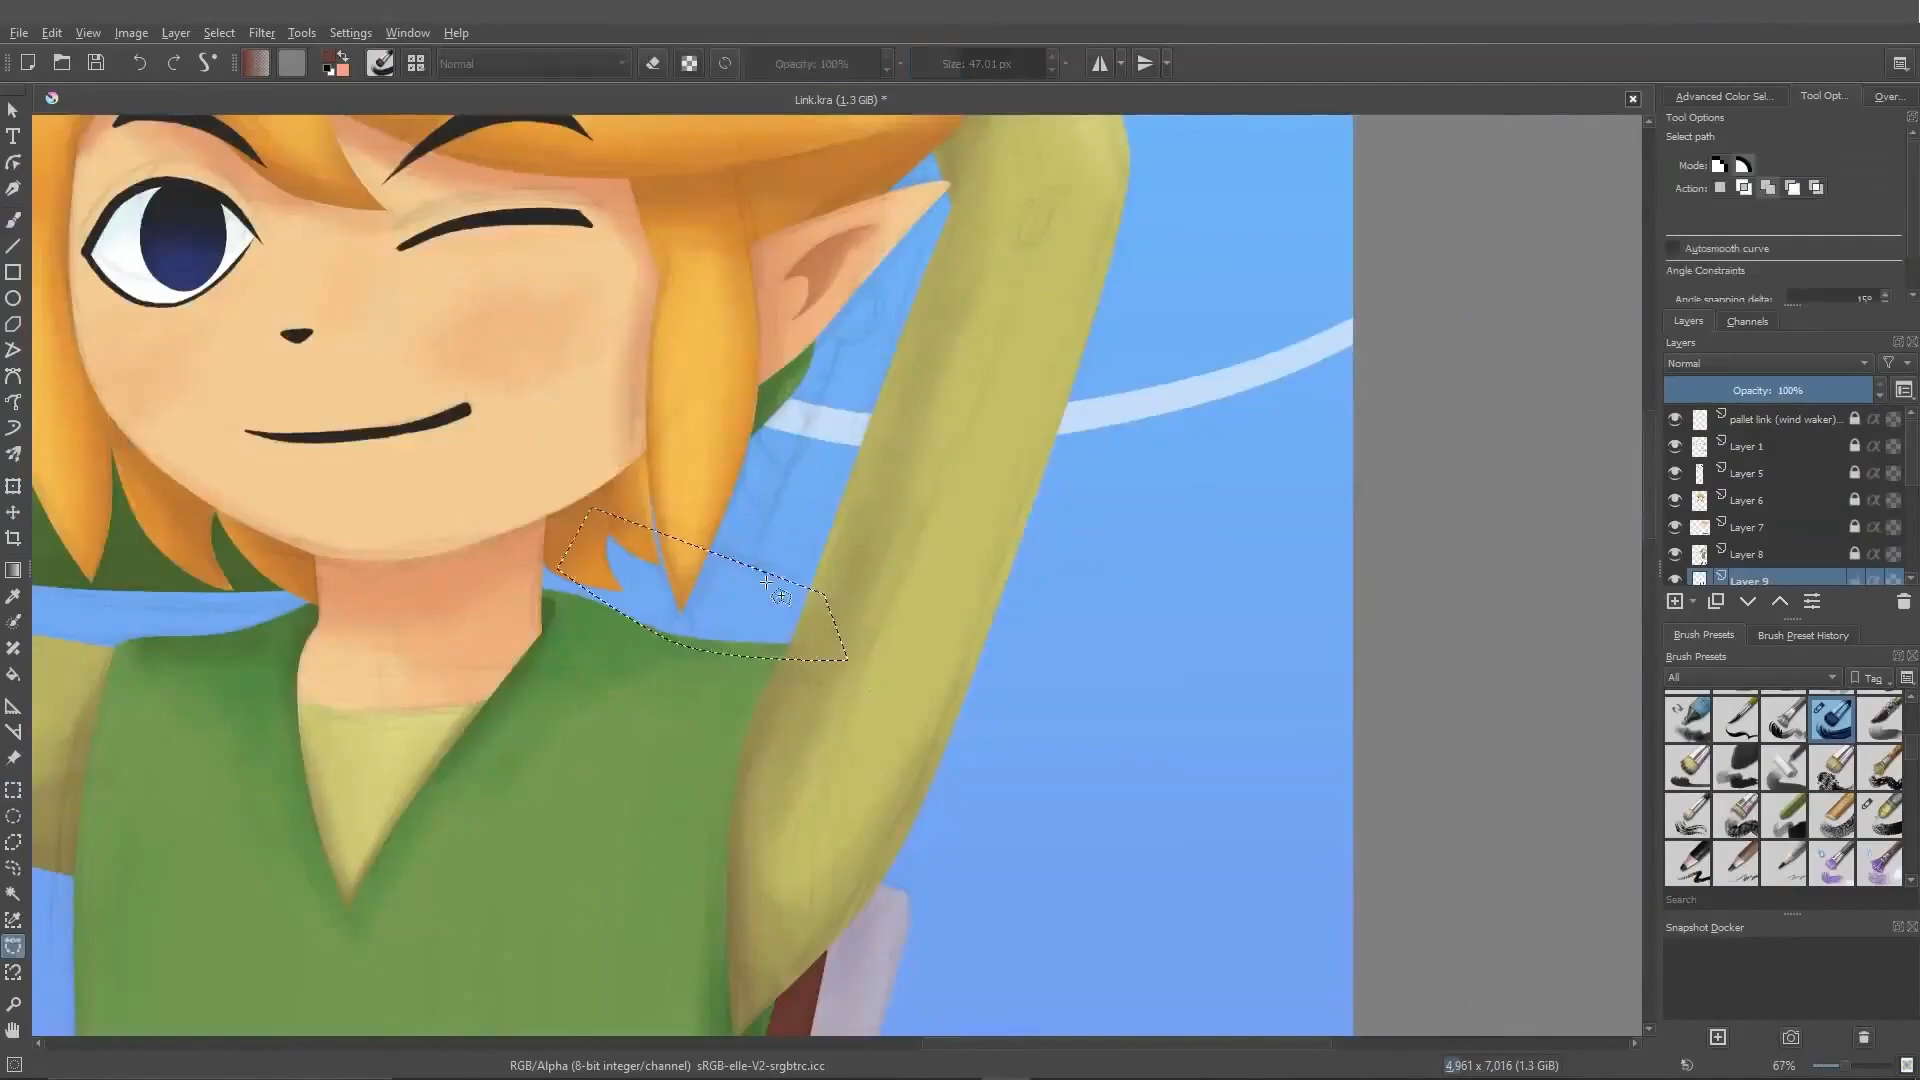 File Edit View Image Layer Select Filter Tools Settings Window Help
Normal Opacity: 100% Size: 47.01 px
Link.kra (1.3 GiB) *
Advanced Color Sel... Tool Opt... Over...
Tool Options
Select path
Mode:
Action:
Autosmooth curve
Angle Constraints
Angle snapping delta: 15°
Layers Channels
Layers
Normal
Opacity: 100%
pallet link (wind waker)...
Layer 1
Layer 5
Layer 6
Layer 7
Layer 8
Layer 9
Brush Presets Brush Preset History
Brush Presets
All Tag
Search
Snapshot Docker
RGB/Alpha (8-bit integer/channel) sRGB-elle-V2-srgbtrc.icc 4,961 x 7,016 (1.3 GiB) 67%